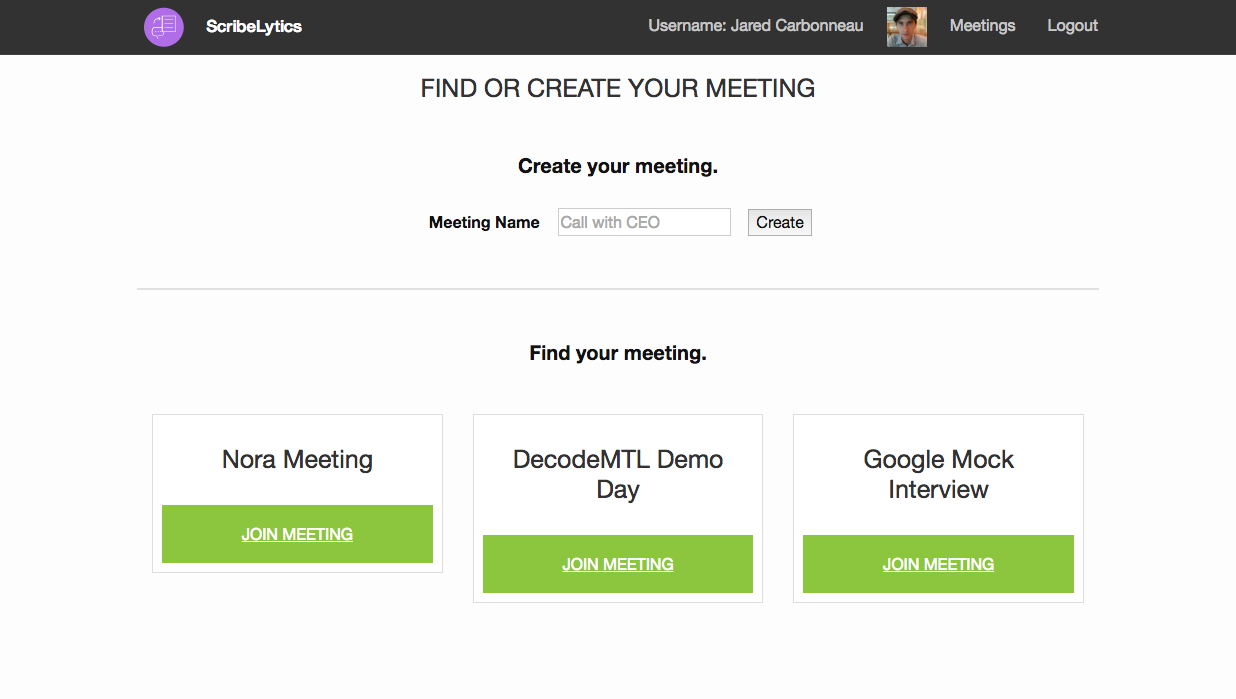 ScribeLytics
Username: Jared Carbonneau
Meetings
Logout
FIND OR CREATE YOUR MEETING
Create your meeting.
Meeting Name
Call with CEO
Create
Find your meeting.
Nora Meeting
JOIN MEETING
DecodeMTL Demo
Day
JOIN MEETING
Google Mock
Interview
JOIN MEETING